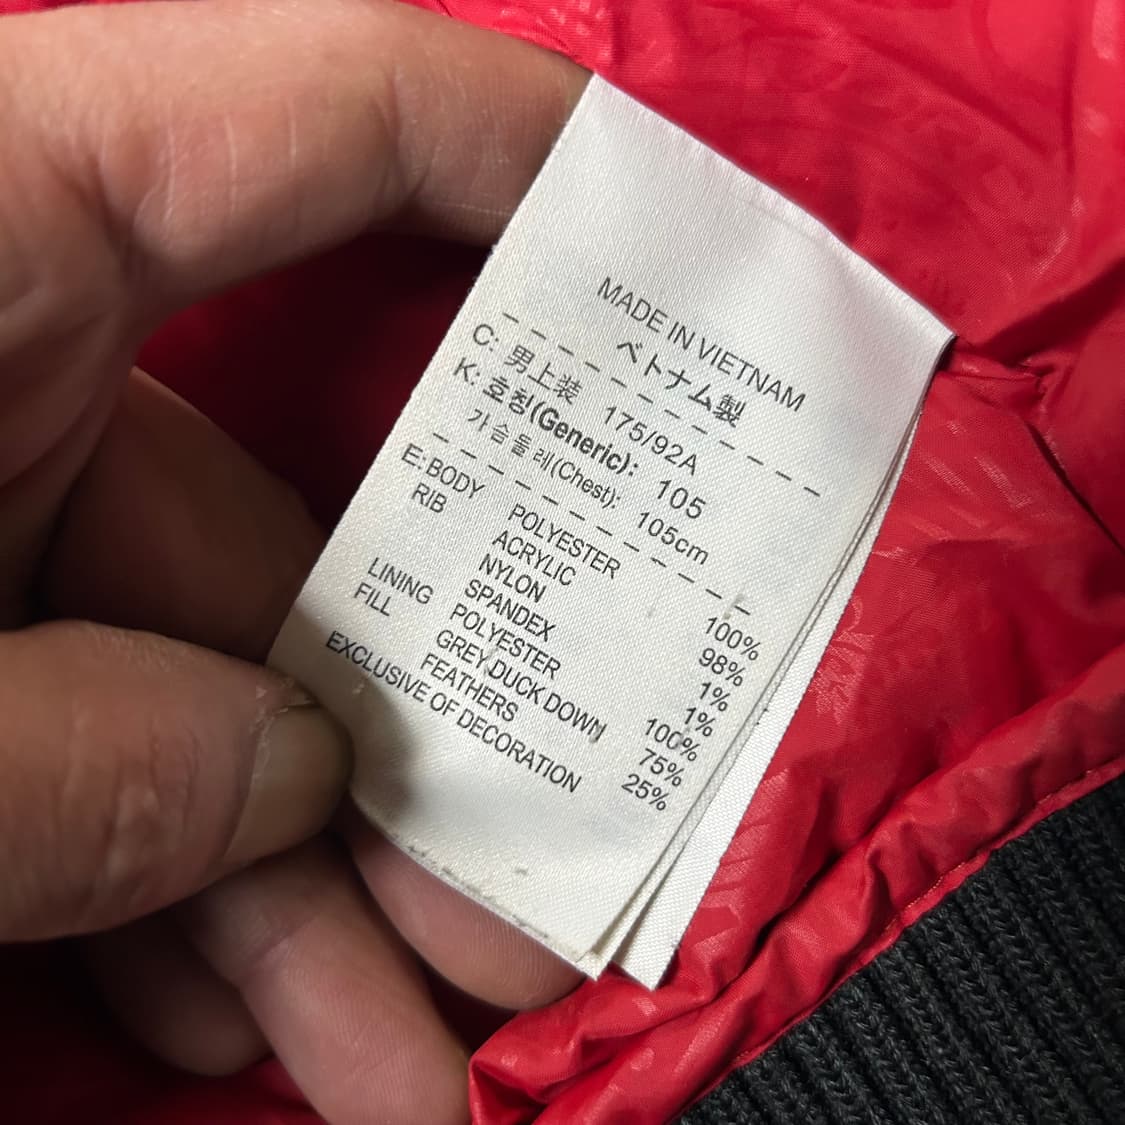 MADE IN VIETNAM
ベトナム製
C: 男上装 175/92A
K: 호칭(Generic): 105
가슴둘레(Chest): 105cm
E: BODY POLYESTER 100%
RIB ACRYLIC 98%
NYLON 1%
SPANDEX 1%
LINING POLYESTER 100%
FILL GREY DUCK DOWN 75%
FEATHERS 25%
EXCLUSIVE OF DECORATION